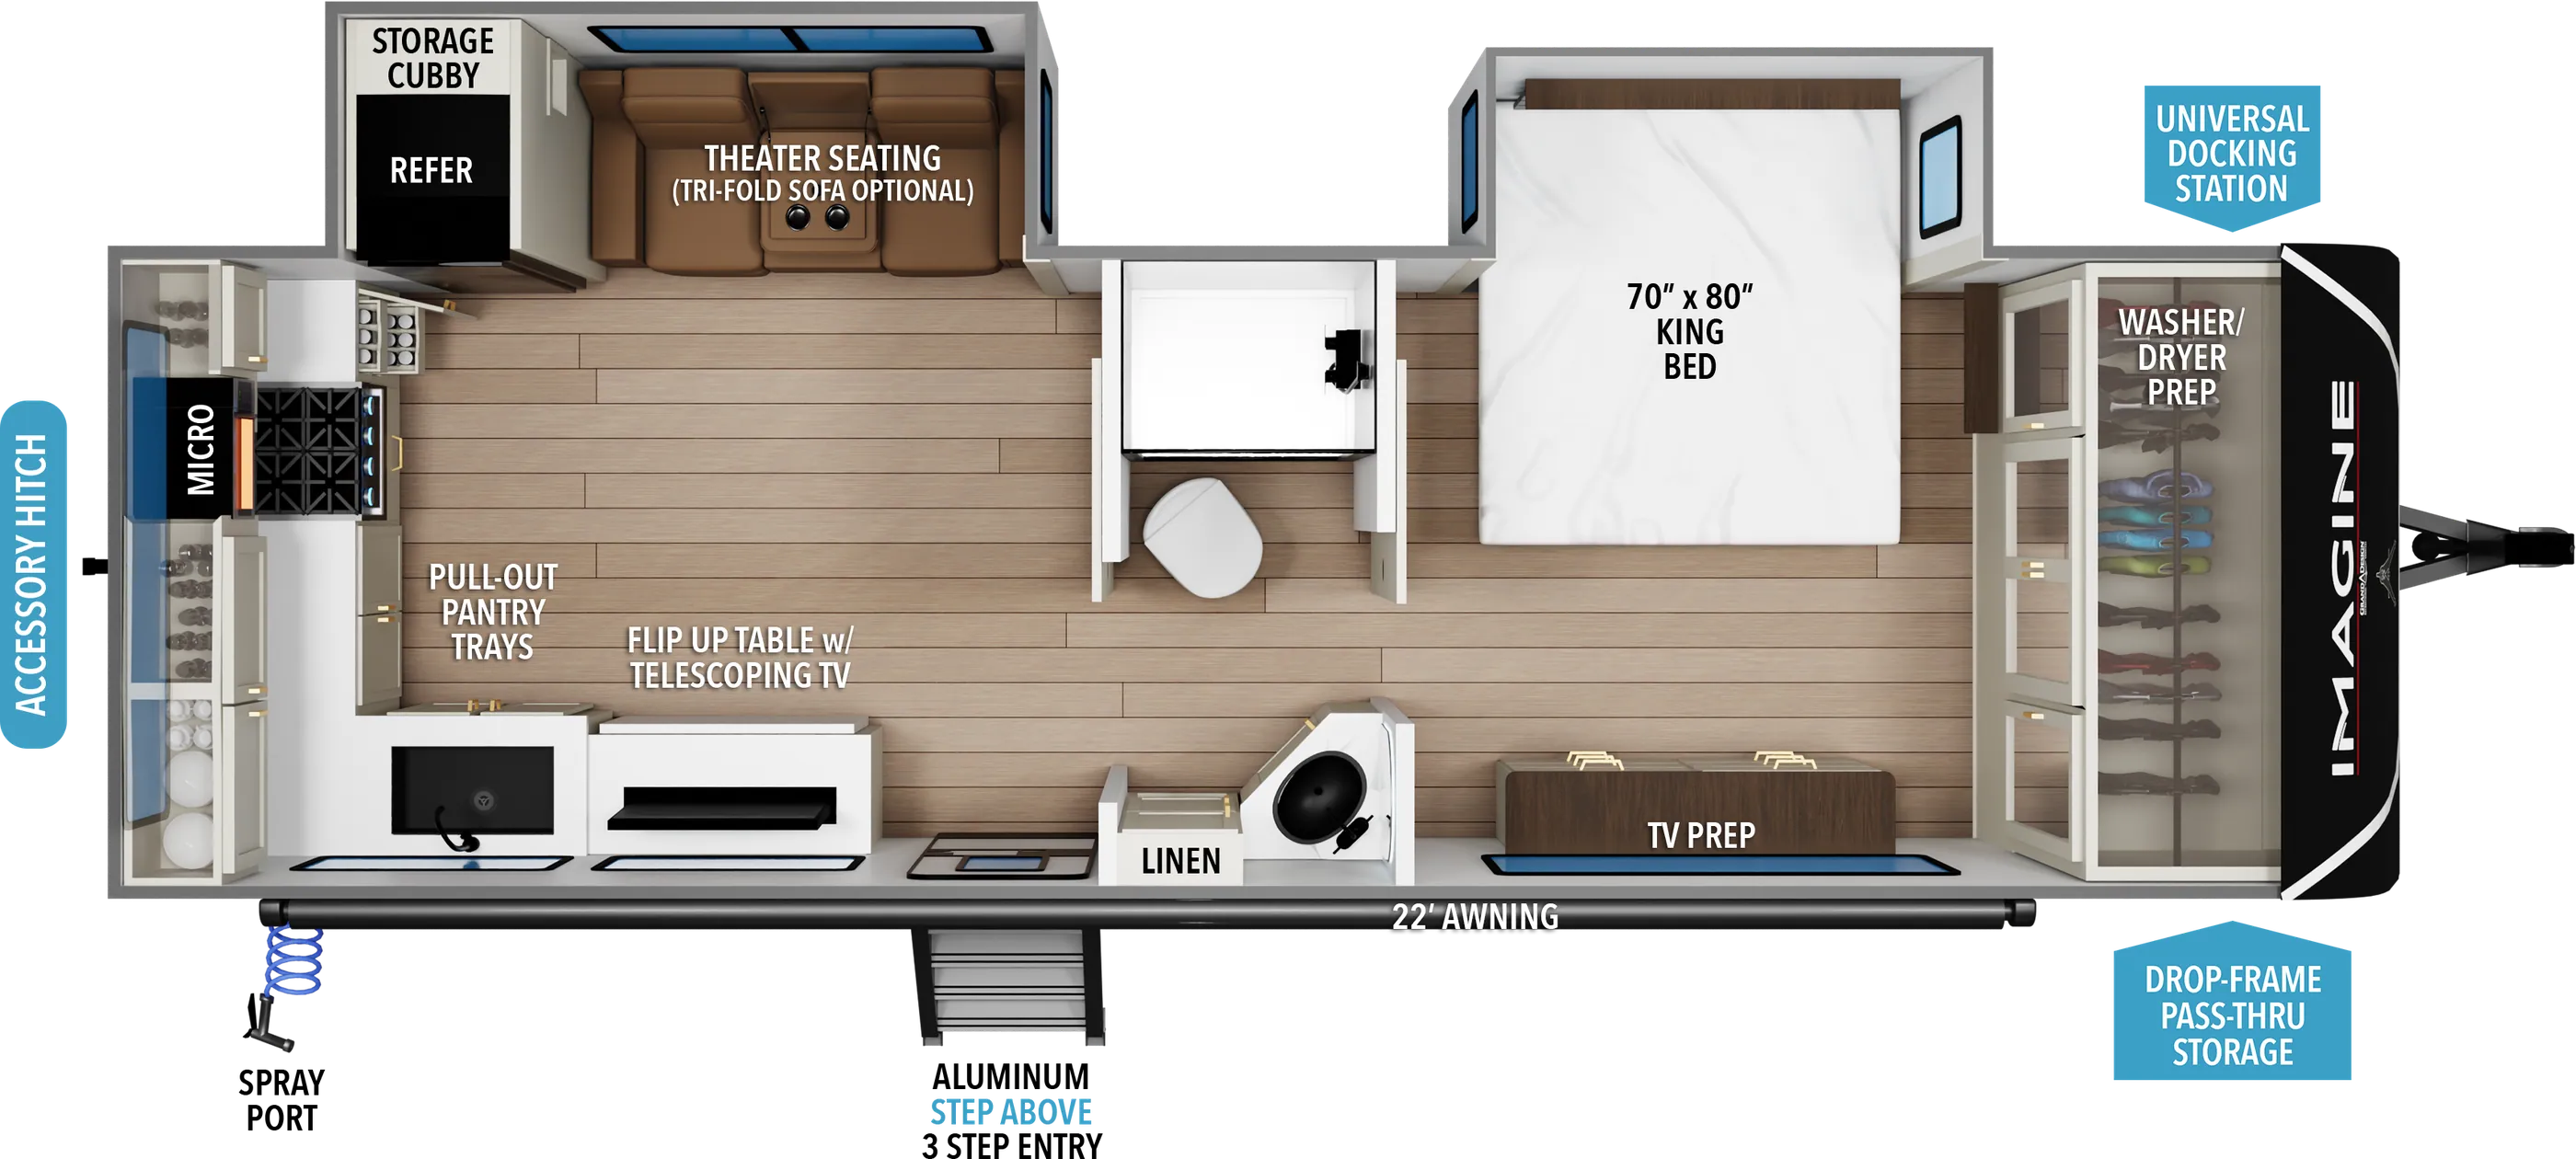 STORAGE
CUBBY
REFER
THEATER SEATING
(TRI-FOLD SOFA OPTIONAL)
UNIVERSAL
DOCKING
STATION
70" x 80"
KING
BED
WASHER/
DRYER
PREP
MICRO
ACCESSORY HITCH
IMAGINE
GRAND DESIGN
PULL-OUT
PANTRY
TRAYS
FLIP UP TABLE w/
TELESCOPING TV
LINEN
TV PREP
22' AWNING
SPRAY
PORT
ALUMINUM
STEP ABOVE
3 STEP ENTRY
DROP-FRAME
PASS-THRU
STORAGE